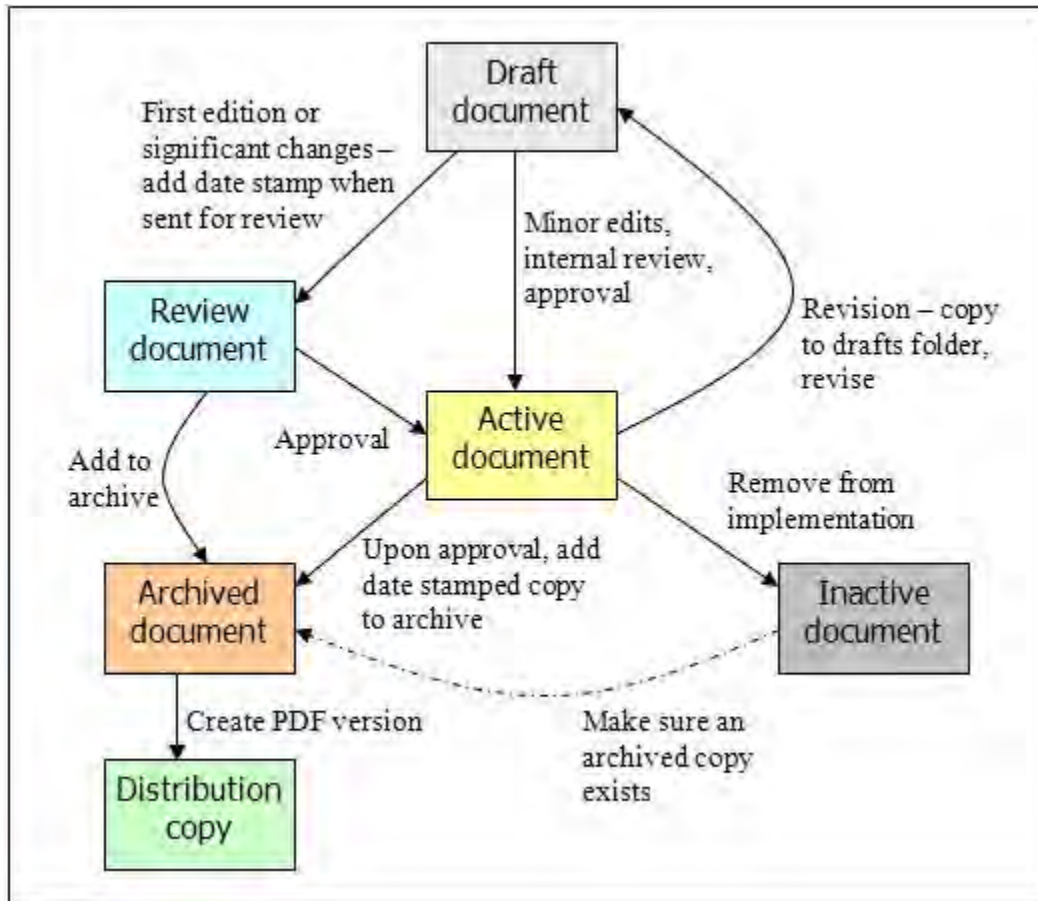 Draft
document
First edition or
significant changes –
add date stamp when
sent for review
Minor edits,
internal review,
approval
Review
document
Revision – copy
to drafts folder,
revise
Active
document
Approval
Add to
archive
Remove from
implementation
Upon approval, add
date stamped copy
to archive
Archived
document
Inactive
document
Create PDF version
Make sure an
archived copy
exists
Distribution
copy